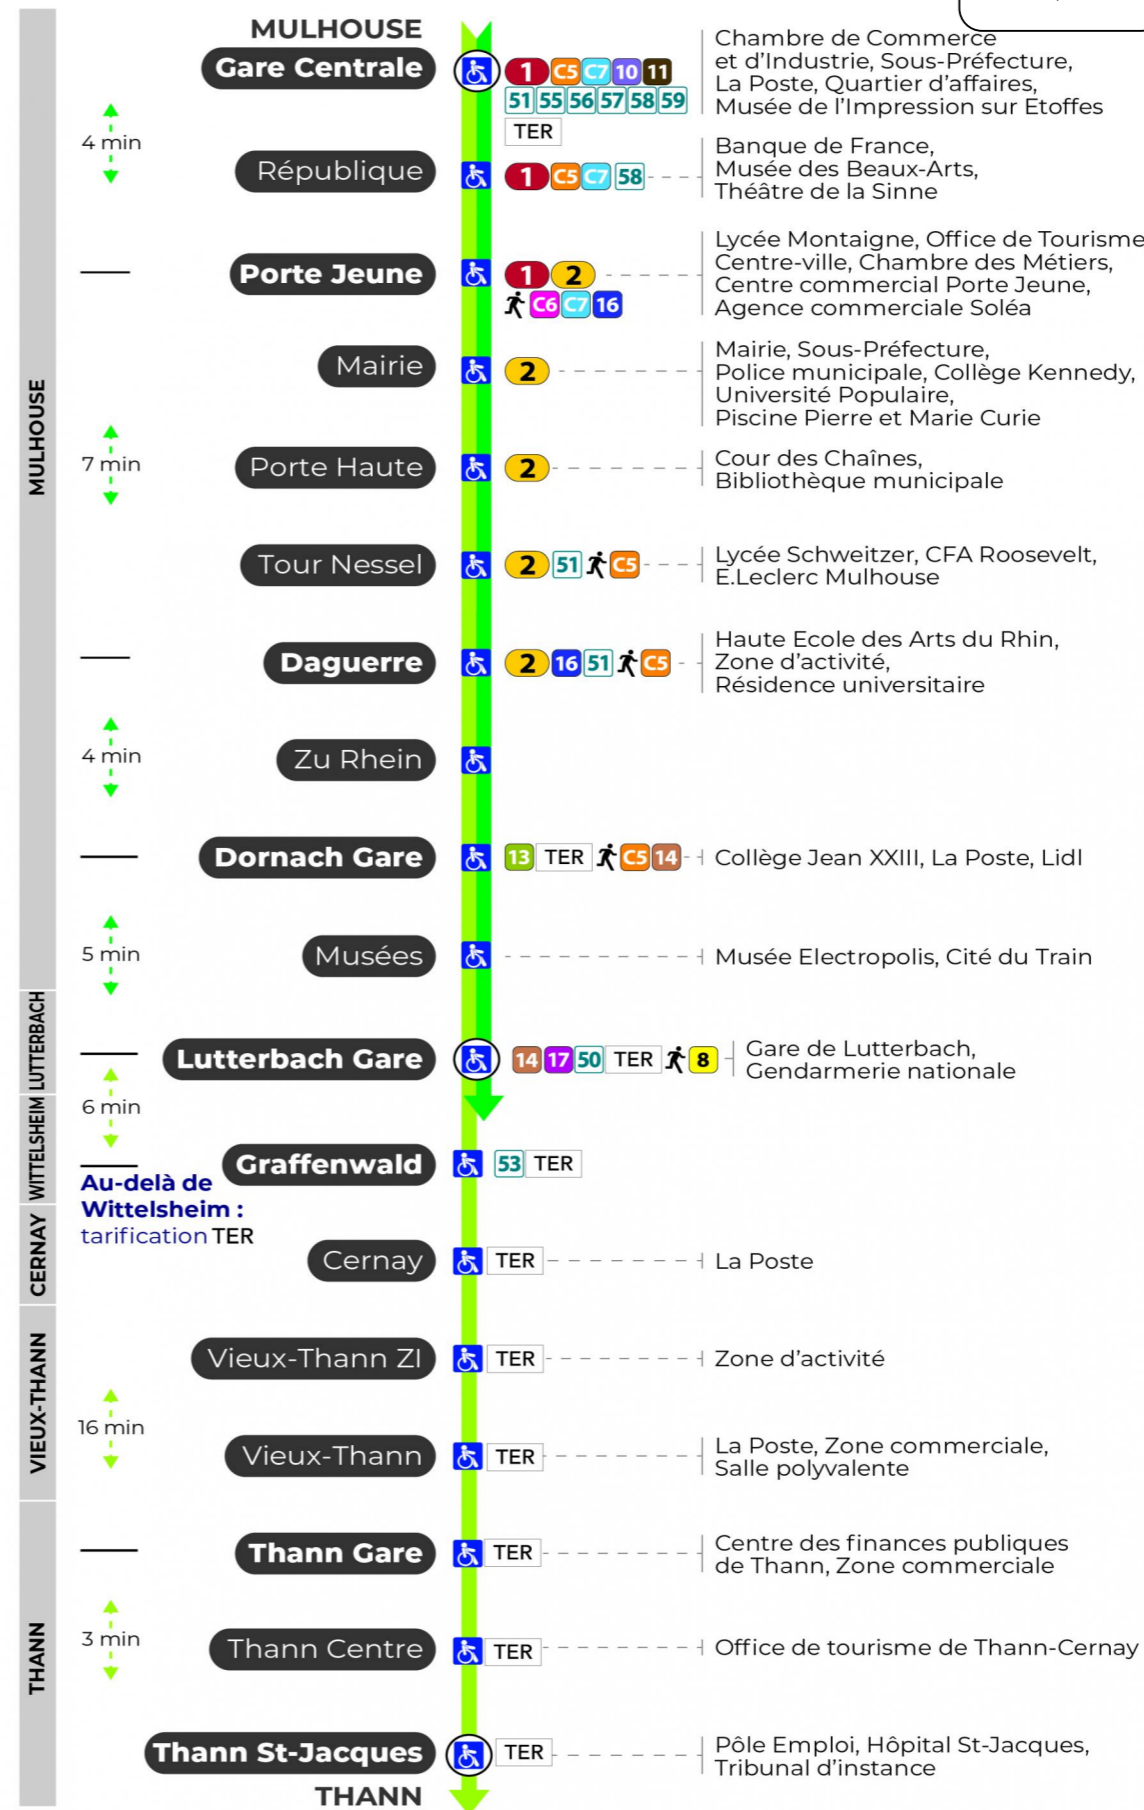 MULHOUSE
Gare Centrale
1 C5 C7 10 11
51 55 56 57 58 59
TER
Chambre de Commerce
et d'Industrie, Sous-Préfecture,
La Poste, Quartier d'affaires,
Musée de l'Impression sur Etoffes
4 min
République
1 C5 C7 58
Banque de France,
Musée des Beaux-Arts,
Théâtre de la Sinne
Porte Jeune
1 2
C6 C7 16
Lycée Montaigne, Office de Tourisme
Centre-ville, Chambre des Métiers,
Centre commercial Porte Jeune,
Agence commerciale Soléa
MULHOUSE
Mairie
2
Mairie, Sous-Préfecture,
Police municipale, Collège Kennedy,
Université Populaire,
Piscine Pierre et Marie Curie
7 min
Porte Haute
2
Cour des Chaînes,
Bibliothèque municipale
Tour Nessel
2 51 C5
Lycée Schweitzer, CFA Roosevelt,
E.Leclerc Mulhouse
Daguerre
2 16 51 C5
Haute Ecole des Arts du Rhin,
Zone d'activité,
Résidence universitaire
4 min
Zu Rhein
Dornach Gare
13 TER C5 14
Collège Jean XXIII, La Poste, Lidl
5 min
Musées
Musée Electropolis, Cité du Train
LUTTERBACH
Lutterbach Gare
14 17 50 TER 8
Gare de Lutterbach,
Gendarmerie nationale
6 min
WITTELSHEIM
Graffenwald
53 TER
Au-delà de
Wittelsheim :
tarification TER
CERNAY
Cernay
TER
La Poste
Vieux-Thann ZI
TER
Zone d'activité
VIEUX-THANN
16 min
Vieux-Thann
TER
La Poste, Zone commerciale,
Salle polyvalente
Thann Gare
TER
Centre des finances publiques
de Thann, Zone commerciale
THANN
3 min
Thann Centre
TER
Office de tourisme de Thann-Cernay
Thann St-Jacques
TER
Pôle Emploi, Hôpital St-Jacques,
Tribunal d'instance
THANN